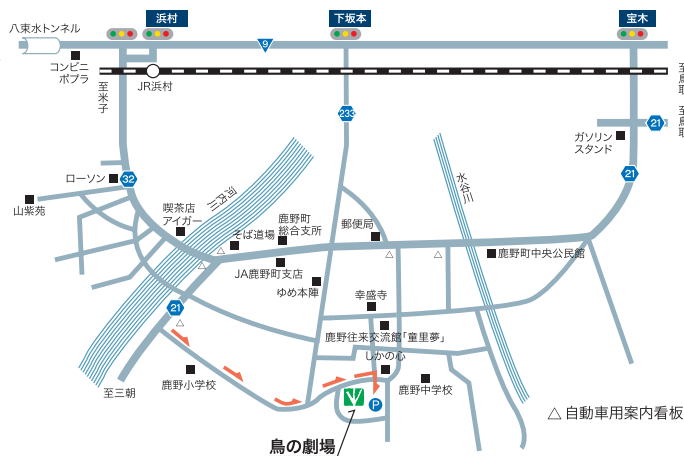 浜村
下坂本
宝木
八束水トンネル
9
コンビニ
ポプラ
JR浜村
至米子
233
21
ガソリン
スタンド
ローソン
32
21
山紫苑
喫茶店
アイガー
河内川
水谷川
そば道場
鹿野町
総合支所
郵便局
JA鹿野町支店
ゆめ本陣
鹿野町中央公民館
幸盛寺
21
鹿野往来交流館「童里夢」
しかの心
鹿野小学校
鹿野中学校
至三朝
P
△自動車用案内看板
鳥の劇場